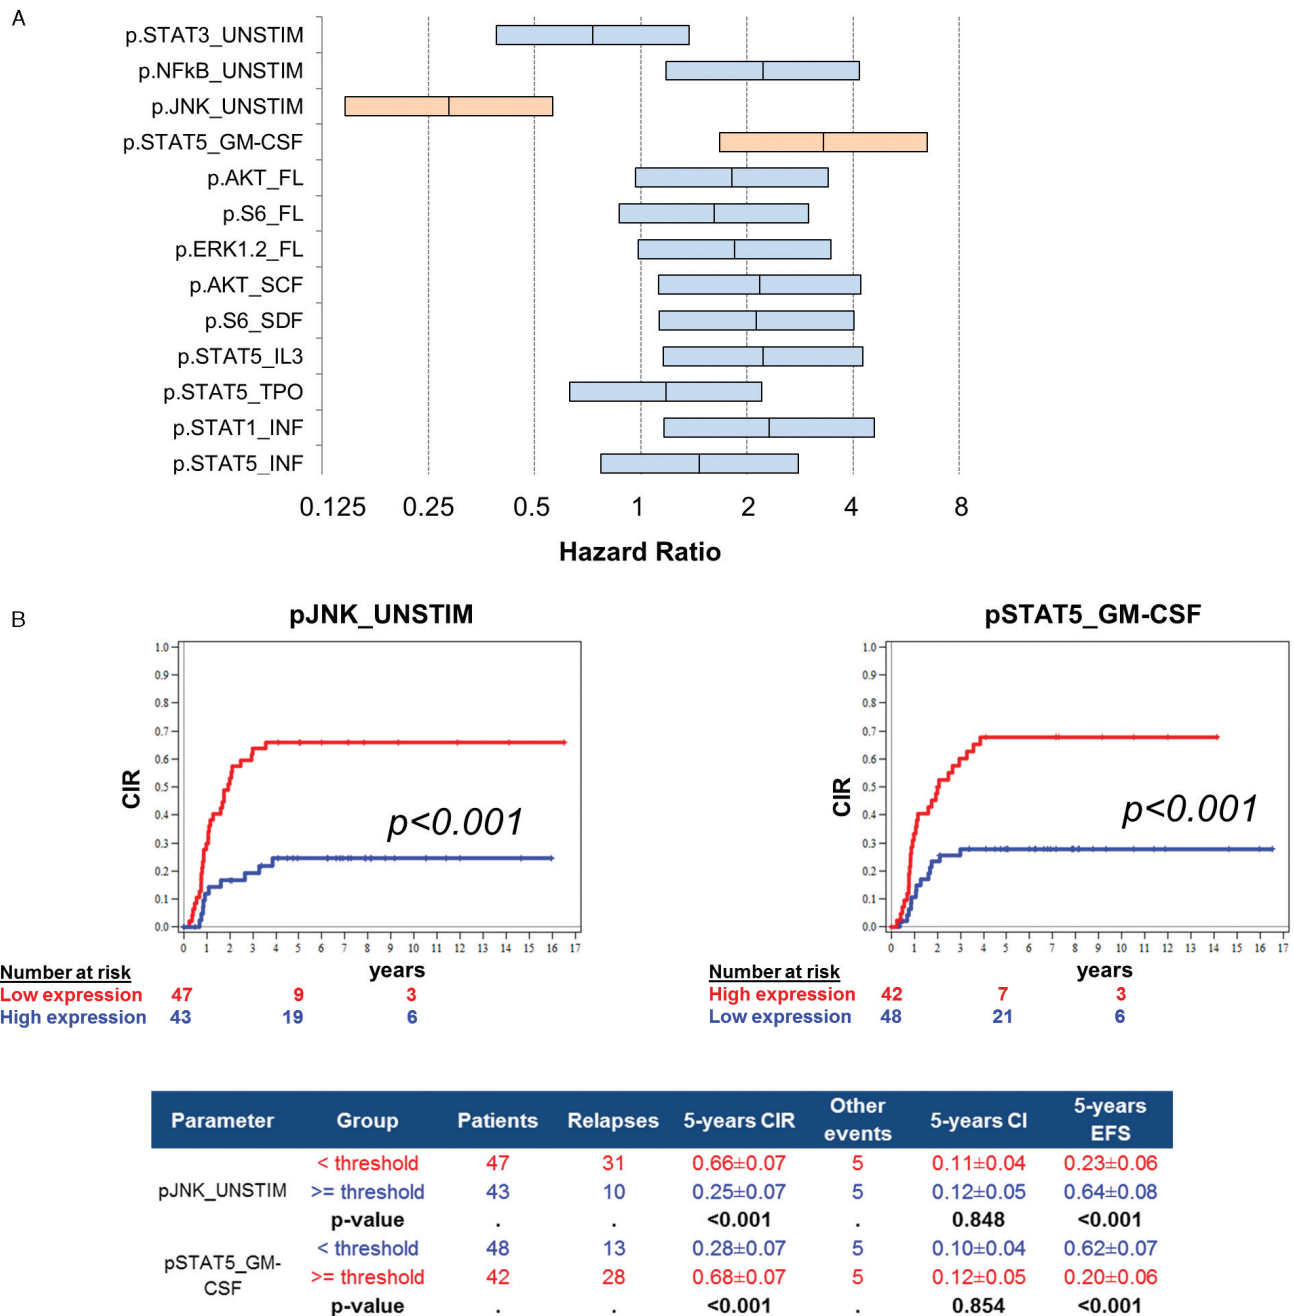 A
p.STAT3_UNSTIM
p.NFkB_UNSTIM
p.JNK_UNSTIM
p.STAT5_GM-CSF
p.AKT_FL
p.S6_FL
p.ERK1.2_FL
p.AKT_SCF
p.S6_SDF
p.STAT5_IL3
p.STAT5_TPO
p.STAT1_INF
p.STAT5_INF
0.125 0.25 0.5 1 2 4 8
Hazard Ratio
B
pJNK_UNSTIM
1.0
0.9
0.8
0.7
0.6
0.5
0.4
0.3
0.2
0.1
0.0
CIR
p<0.001
0 1 2 3 4 5 6 7 8 9 10 11 12 13 14 15 16 17
years
Number at risk
Low expression 47 9 3
High expression 43 19 6
pSTAT5_GM-CSF
1.0
0.9
0.8
0.7
0.6
0.5
0.4
0.3
0.2
0.1
0.0
CIR
p<0.001
0 1 2 3 4 5 6 7 8 9 10 11 12 13 14 15 16 17
years
Number at risk
High expression 42 7 3
Low expression 48 21 6
Parameter Group Patients Relapses 5-years CIR Other events 5-years CI 5-years EFS
< threshold 47 31 0.66±0.07 5 0.11±0.04 0.23±0.06
pJNK_UNSTIM >= threshold 43 10 0.25±0.07 5 0.12±0.05 0.64±0.08
p-value . . <0.001 . 0.848 <0.001
pSTAT5_GM-CSF < threshold 48 13 0.28±0.07 5 0.10±0.04 0.62±0.07
>= threshold 42 28 0.68±0.07 5 0.12±0.05 0.20±0.06
p-value . . <0.001 . 0.854 <0.001